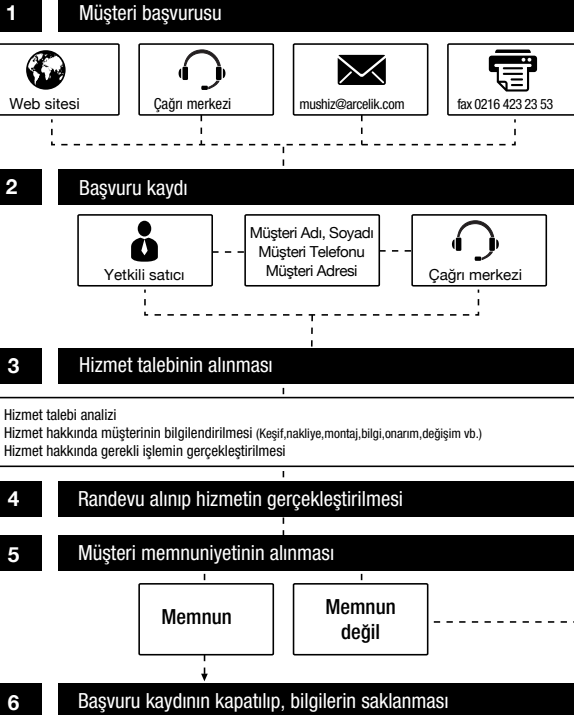 1 Müşteri başvurusu
Web sitesi
Çağrı merkezi
mushiz@arcelik.com
fax 0216 423 23 53
2 Başvuru kaydı
Yetkili satıcı
Müşteri Adı, Soyadı
Müşteri Telefonu
Müşteri Adresi
Çağrı merkezi
3 Hizmet talebinin alınması
Hizmet talebi analizi
Hizmet hakkında müşterinin bilgilendirilmesi (Keşif,nakliye,montaj,bilgi,onarım,değişim vb.)
Hizmet hakkında gerekli işlemin gerçekleştirilmesi
4 Randevu alınıp hizmetin gerçekleştirilmesi
5 Müşteri memnuniyetinin alınması
Memnun
Memnun
değil
6 Başvuru kaydının kapatılıp, bilgilerin saklanması